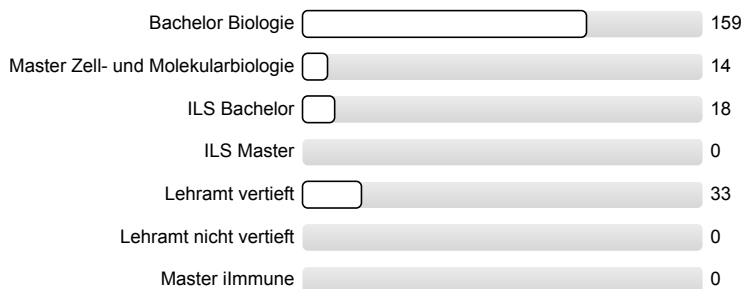 Bachelor Biologie 159
Master Zell- und Molekularbiologie 14
ILS Bachelor 18
ILS Master 0
Lehramt vertieft 33
Lehramt nicht vertieft 0
Master iImmune 0